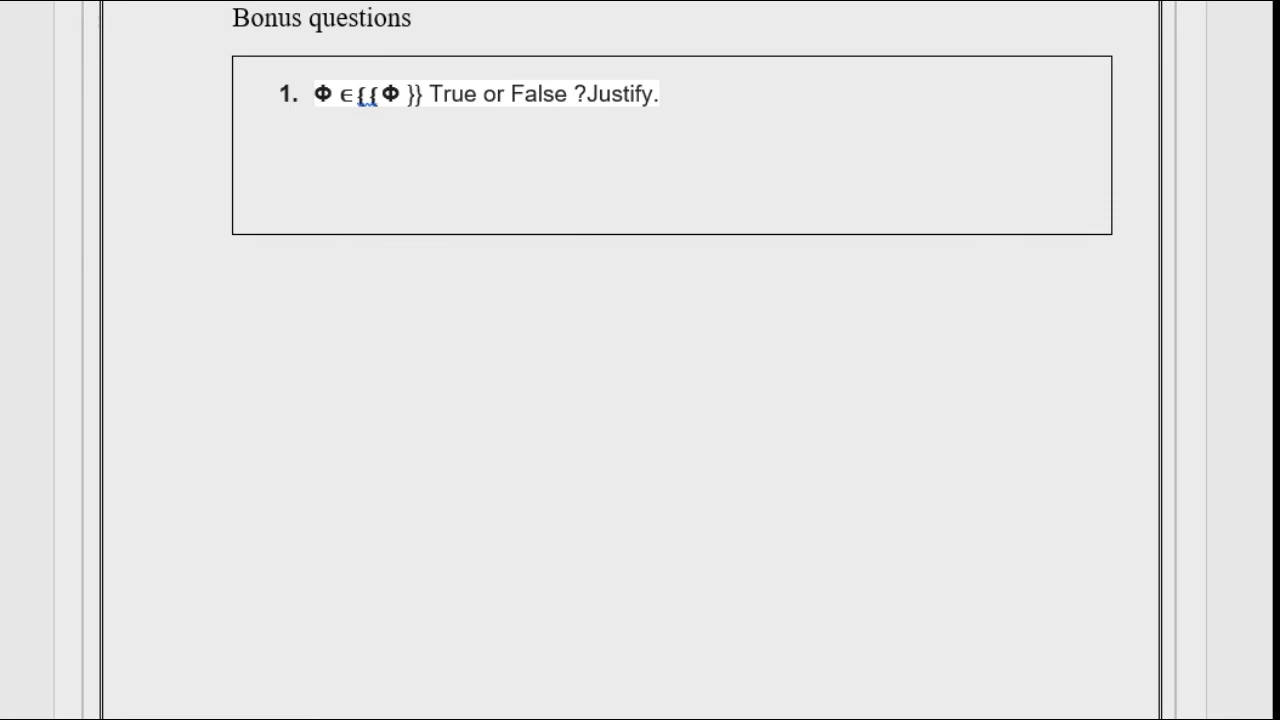 Bonus questions
1. Φ ∈{{Φ }} True or False ?Justify.